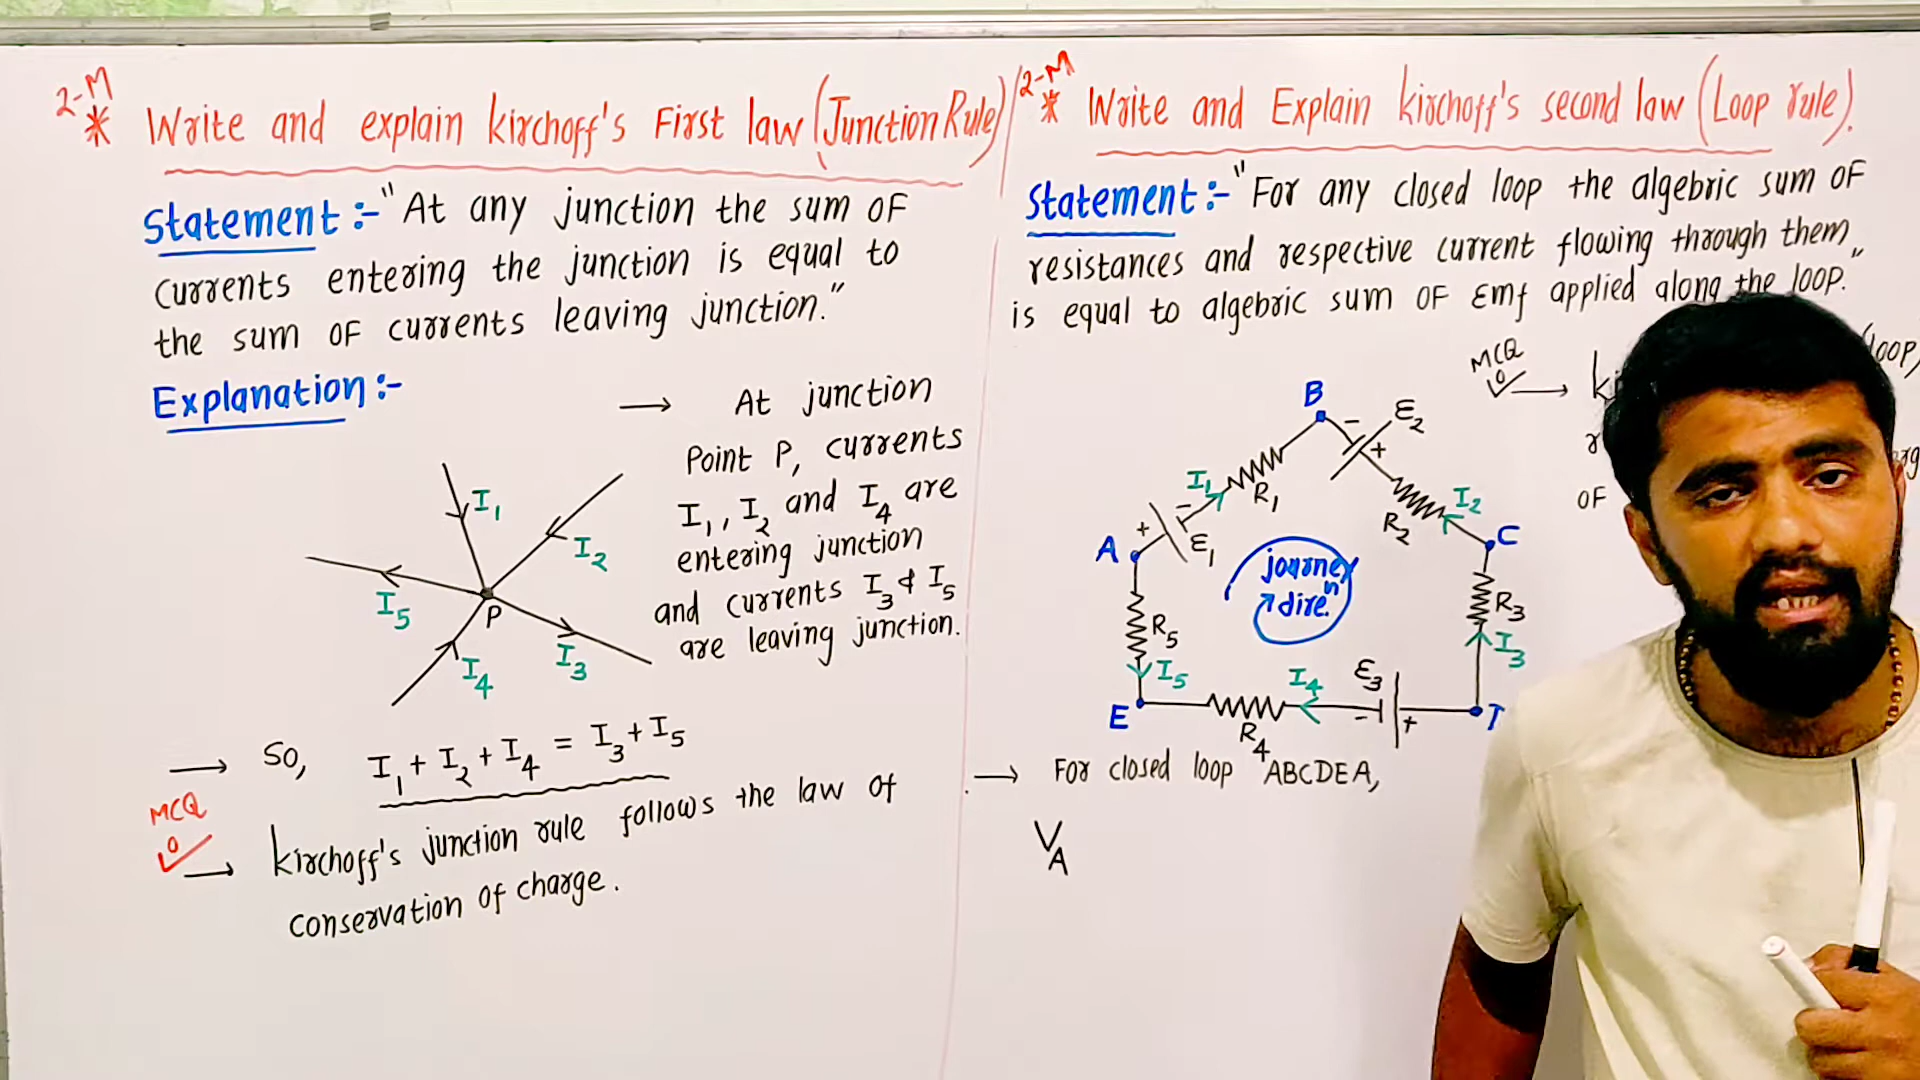 2-M
* Write and explain kirchoff's First law (Junction Rule)
Statement :- "At any junction the sum of
currents entering the junction is equal to
the sum of currents leaving junction."
Explanation :-
→ At junction
Point P, currents
I₁, I₂ and I₄ are
entering junction
and currents I₃ & I₅
are leaving junction.
I₁
I₂
I₅
P
I₄
I₃
→ So, I₁ + I₂ + I₄ = I₃ + I₅
MCQ
→ kirchoff's junction rule follows the law of
conservation of charge.
2-M
* Write and Explain kirchoff's second law (Loop rule).
Statement :- "For any closed loop the algebric sum of
resistances and respective current flowing through them
is equal to algebric sum of Emf applied along the loop."
MCQ
→
loop
OF
B
ε₂
- +
I₁
R₁
I₂
R₂
A
+ -
ε₁
C
journey
direⁿ.
R₃
I₃
R₅
I₅
I₄
ε₃
E
R₄
- +
→ For closed loop ABCDEA,
V_A